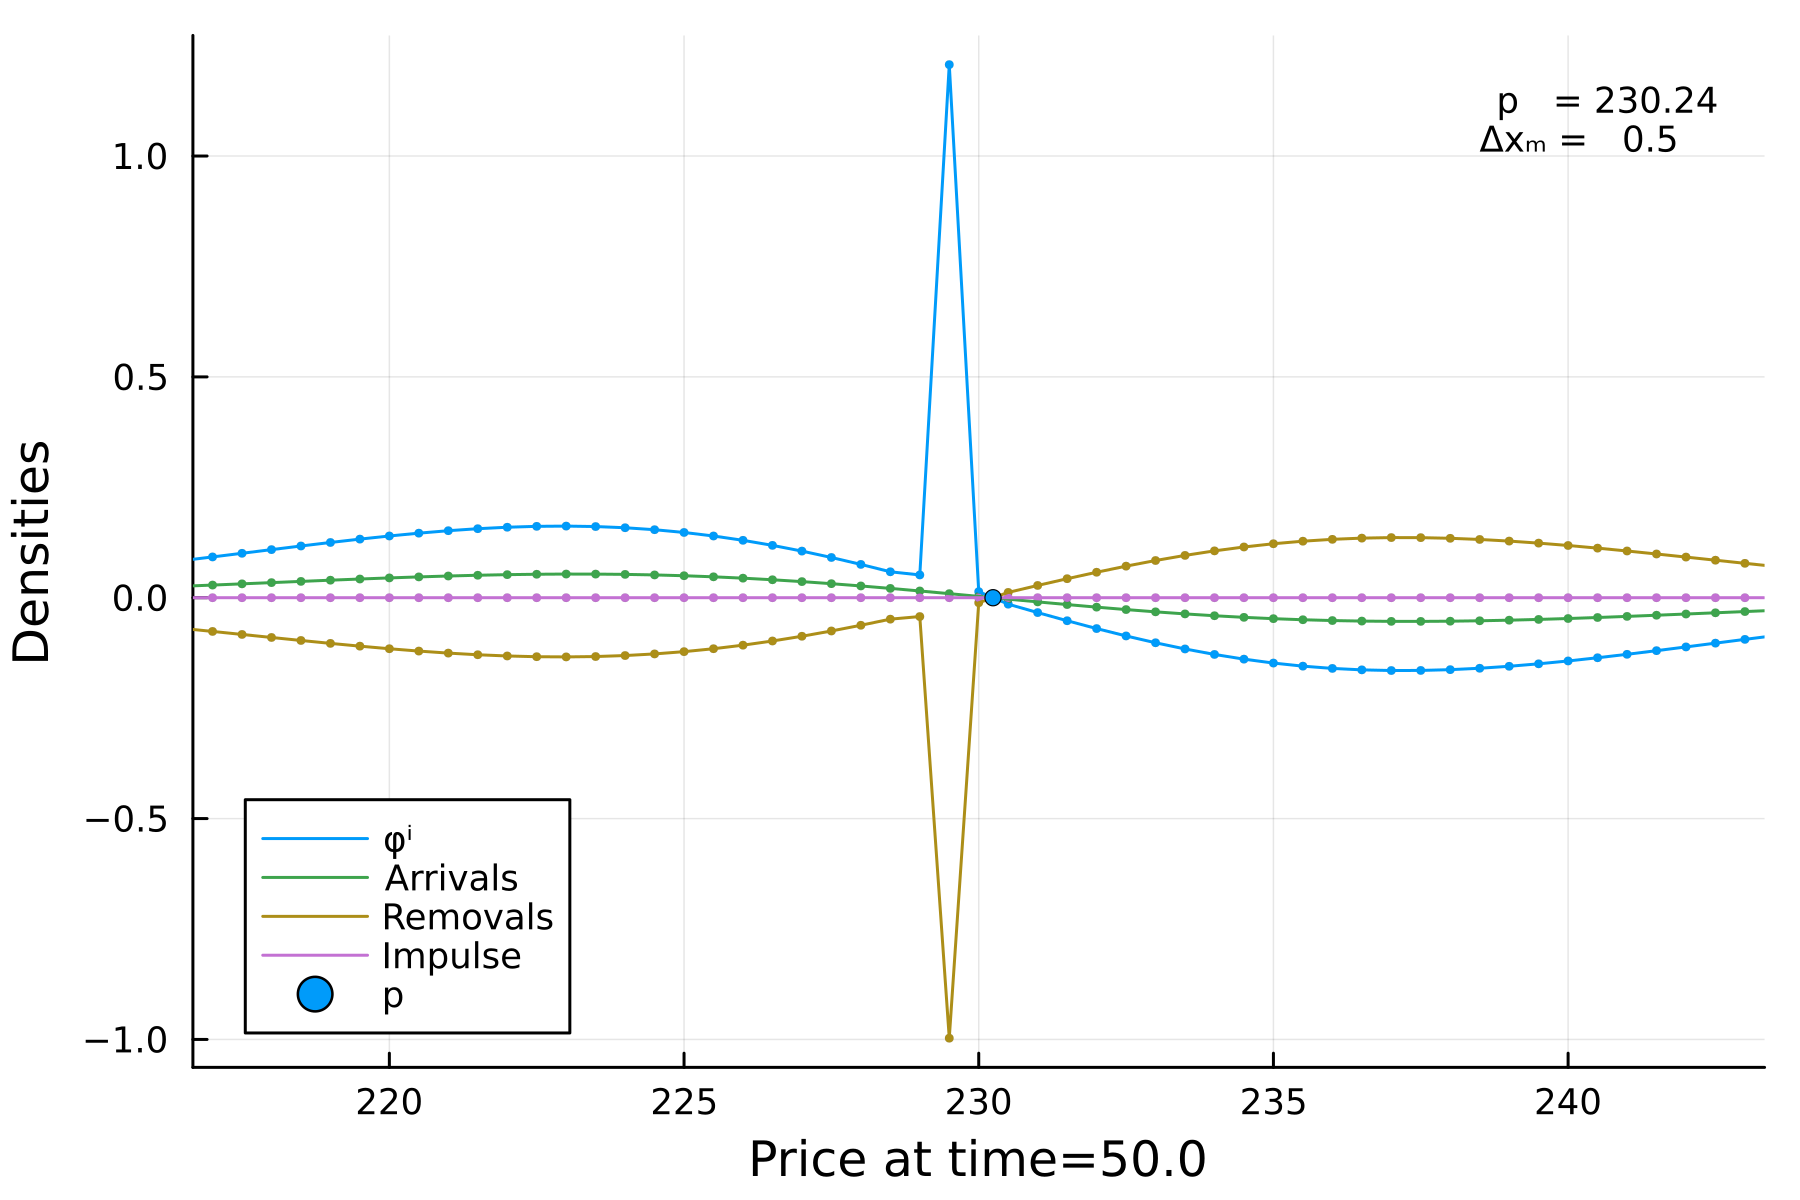 p = 230.24
Δxₘ = 0.5
1.0
0.5
0.0
−0.5
−1.0
Densities
φⁱ
Arrivals
Removals
Impulse
p
220 225 230 235 240
Price at time=50.0